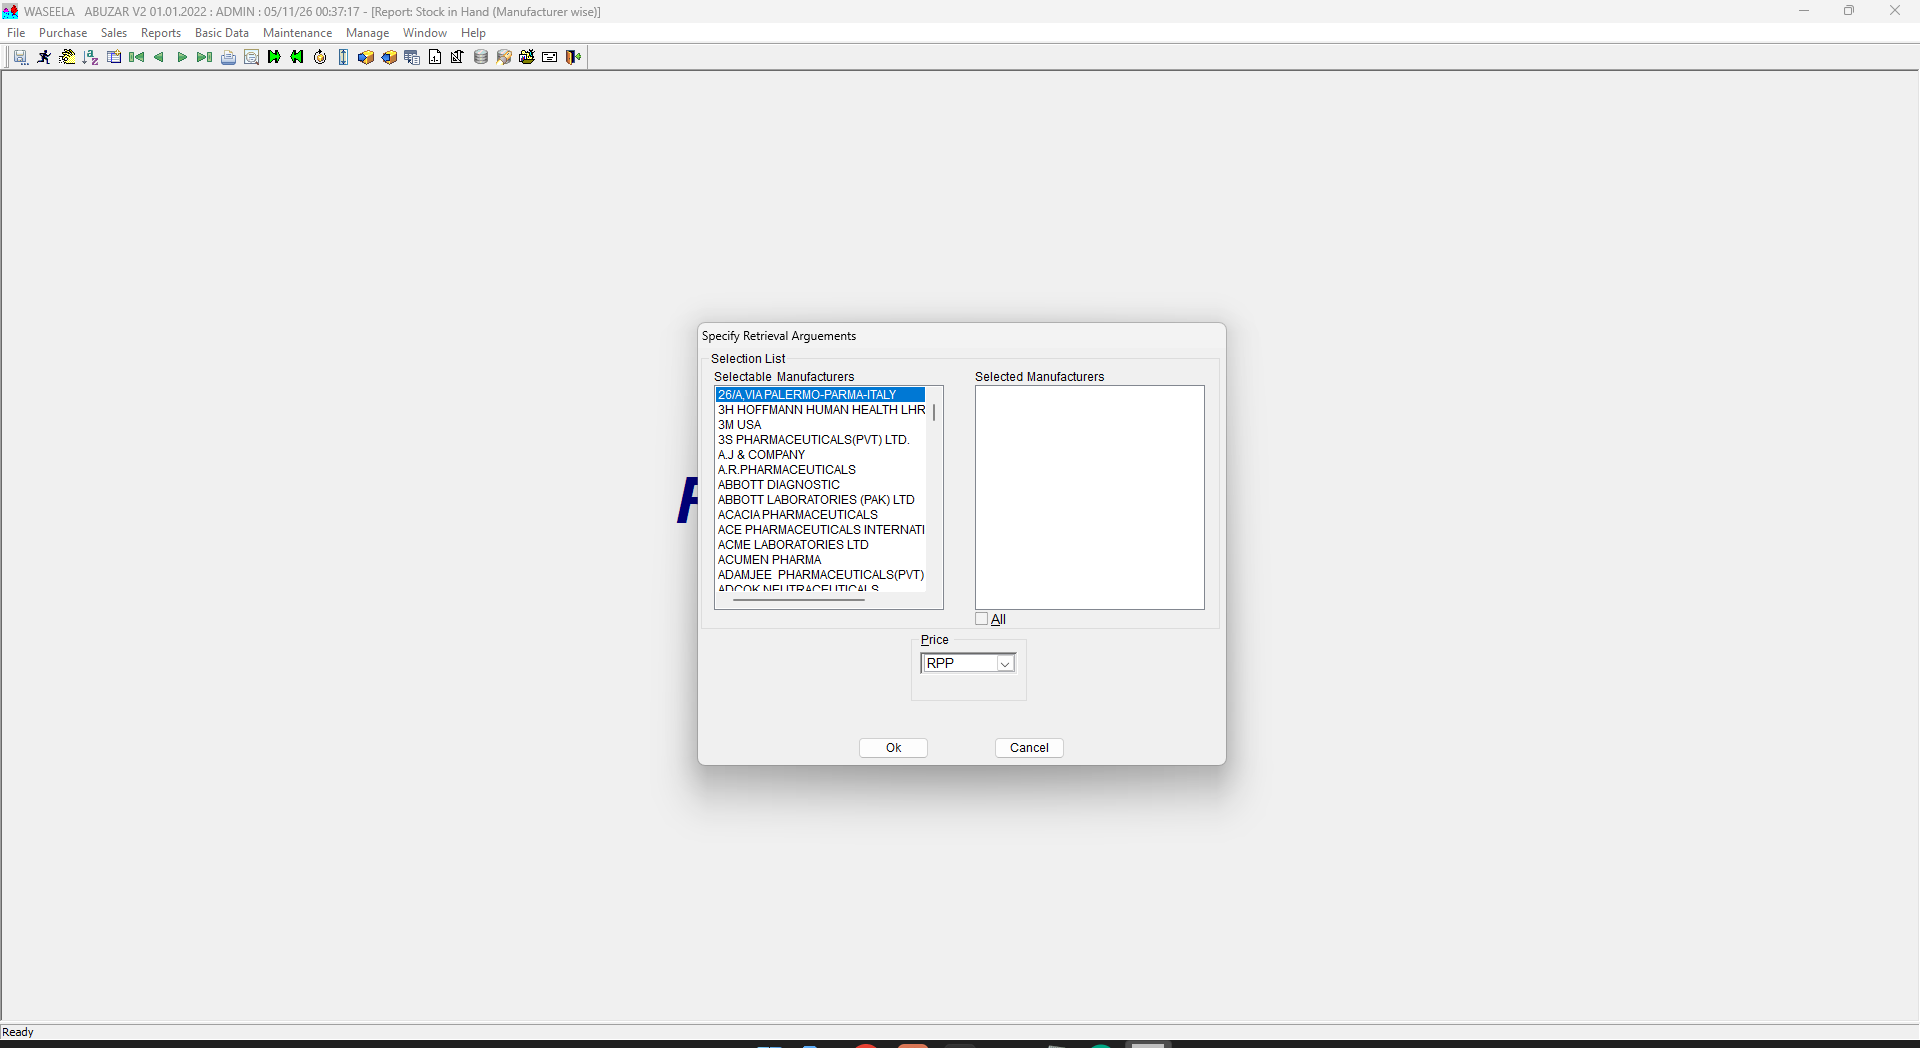 WASEELA   ABUZAR V2 01.01.2022 : ADMIN : 05/11/26 00:37:17 - [Report: Stock in Hand (Manufacturer wise)]
File Purchase Sales Reports Basic Data Maintenance Manage Window Help
Specify Retrieval Arguements
Selection List
Selectable Manufacturers
Selected Manufacturers
26/A,VIA PALERMO-PARMA-ITALY
3H HOFFMANN HUMAN HEALTH LHR
3M USA
3S PHARMACEUTICALS(PVT) LTD.
A.J & COMPANY
A.R.PHARMACEUTICALS
ABBOTT DIAGNOSTIC
ABBOTT LABORATORIES (PAK) LTD
ACACIA PHARMACEUTICALS
ACE PHARMACEUTICALS INTERNATI
ACME LABORATORIES LTD
ACUMEN PHARMA
ADAMJEE  PHARMACEUTICALS(PVT)
ADCOK NEUTRACEUTICALS
All
Price
RPP
Ok
Cancel
Ready